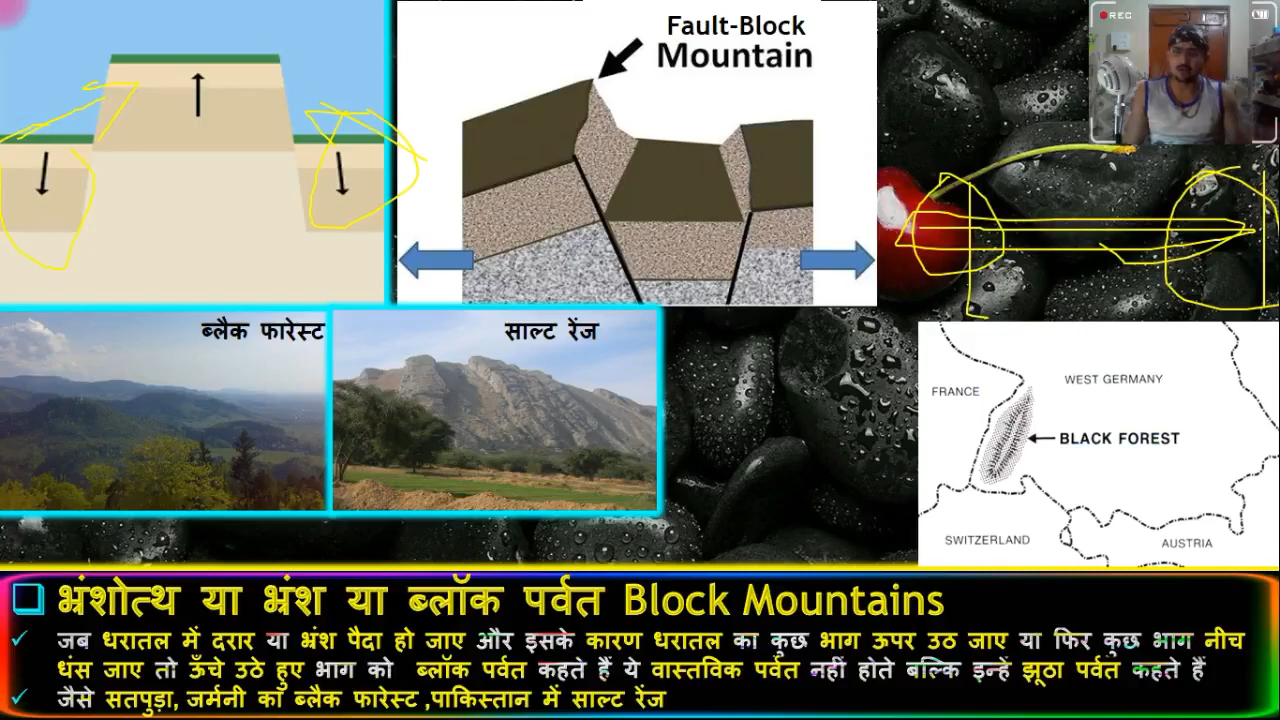 REC
Fault-Block
Mountain
ब्लैक फारेस्ट
साल्ट रेंज
FRANCE
WEST GERMANY
BLACK FOREST
SWITZERLAND
AUSTRIA
भ्रंशोत्थ या भ्रंश या ब्लॉक पर्वत Block Mountains
जब धरातल में दरार या भ्रंश पैदा हो जाए और इसके कारण धरातल का कुछ भाग ऊपर उठ जाए या फिर कुछ भाग नीच
धंस जाए तो ऊँचे उठे हुए भाग को ब्लॉक पर्वत कहते हैं ये वास्तविक पर्वत नहीं होते बल्कि इन्हें झूठा पर्वत कहते हैं
जैसे सतपुड़ा, जर्मनी का ब्लैक फारेस्ट ,पाकिस्तान में साल्ट रेंज